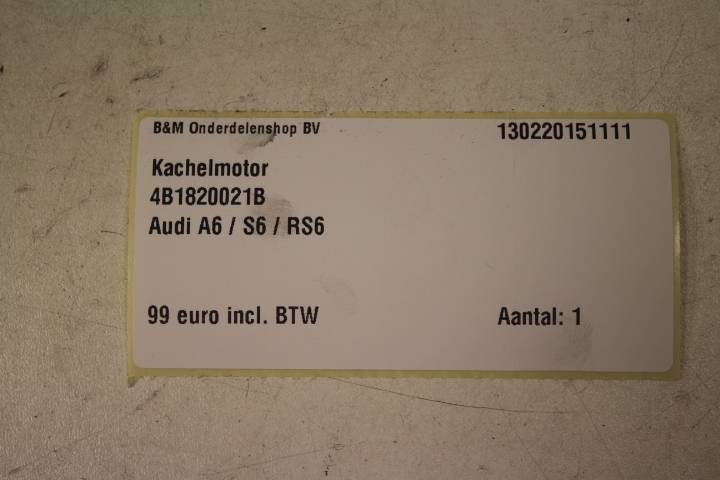 B&M Onderdelenshop BV 130220151111
Kachelmotor
4B1820021B
Audi A6 / S6 / RS6
99 euro incl. BTW Aantal: 1